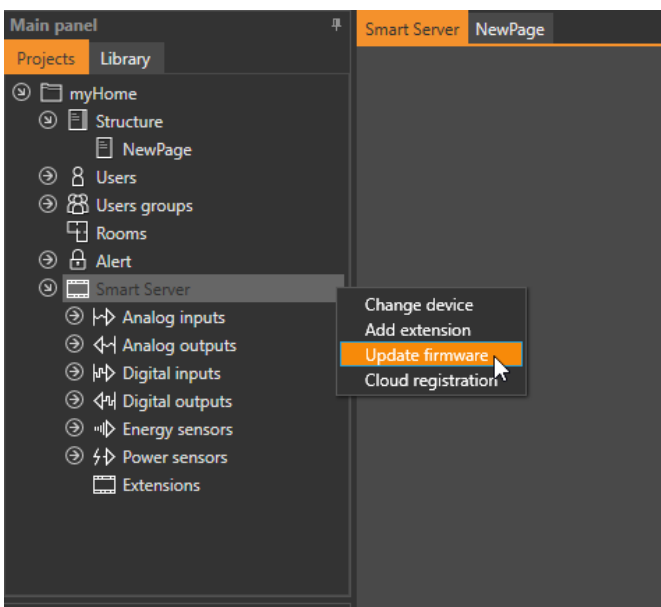 Main panel
Smart Server NewPage
Projects Library
myHome
Structure
NewPage
Users
Users groups
Rooms
Alert
Smart Server
Analog inputs
Analog outputs
Digital inputs
Digital outputs
Energy sensors
Power sensors
Extensions
Change device
Add extension
Update firmware
Cloud registration